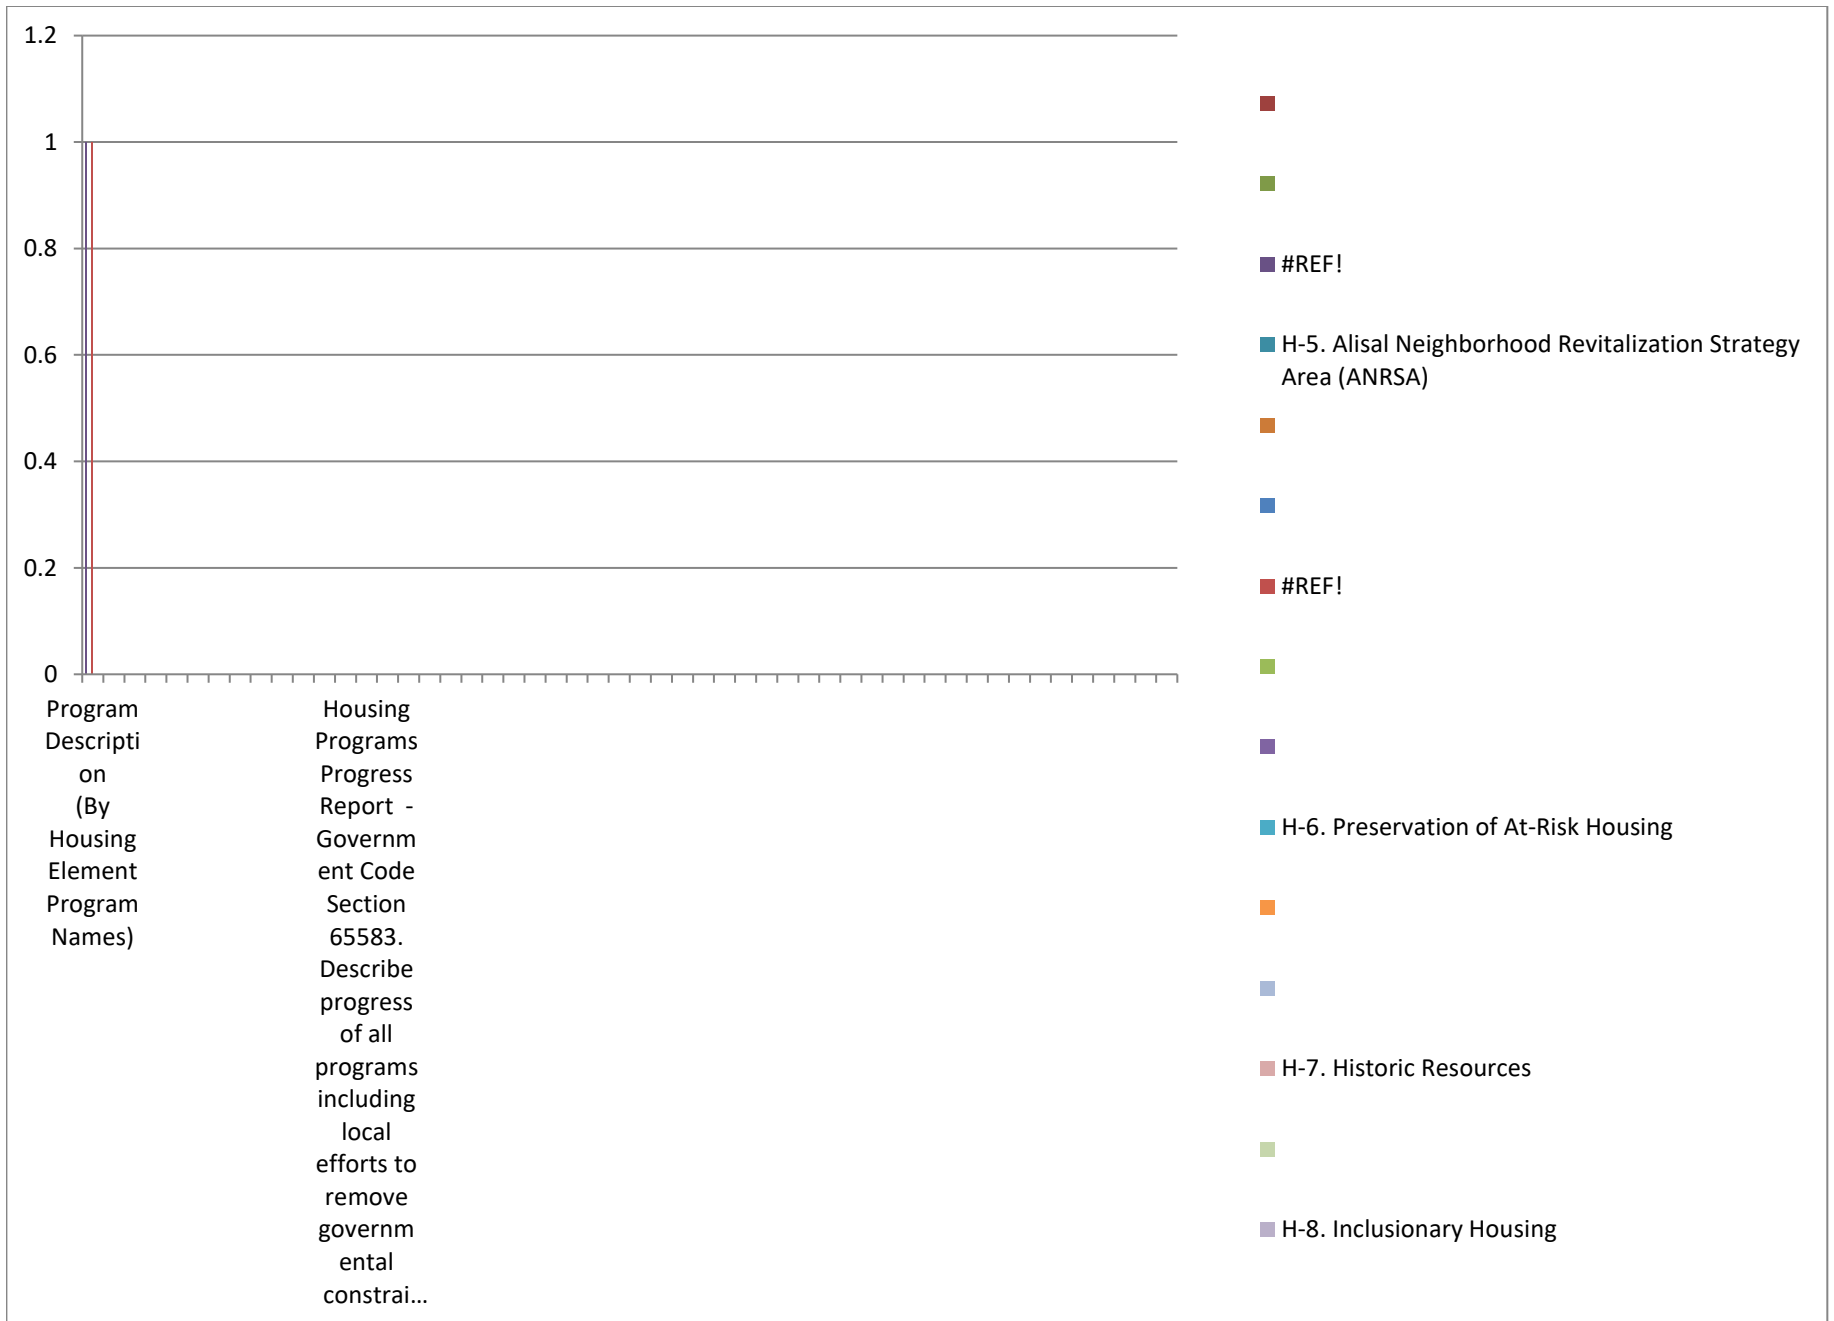 1.2
1
0.8
0.6
0.4
0.2
0
Program
Descripti
on
(By
Housing
Element
Program
Names)
Housing
Programs
Progress
Report -
Governm
ent Code
Section
65583.
Describe
progress
of all
programs
including
local
efforts to
remove
governm
ental
constrai...
#REF!
H-5. Alisal Neighborhood Revitalization Strategy
Area (ANRSA)
#REF!
H-6. Preservation of At-Risk Housing
H-7. Historic Resources
H-8. Inclusionary Housing